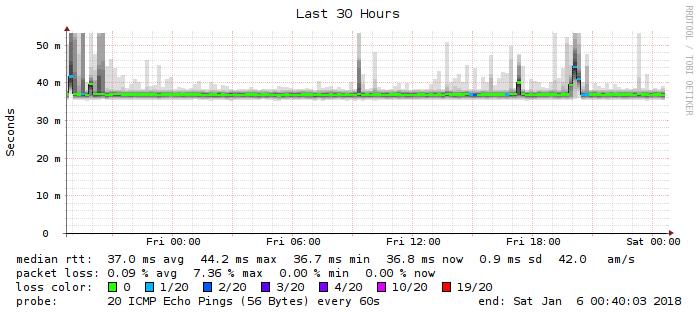 Last 30 Hours
RRDTOOL / TOBI OETIKER
Seconds
50 m
40 m
30 m
20 m
10 m
0
Fri 00:00 Fri 06:00 Fri 12:00 Fri 18:00 Sat 00:00
median rtt: 37.0 ms avg 44.2 ms max 36.7 ms min 36.8 ms now 0.9 ms sd 42.0 am/s
packet loss: 0.09 % avg 7.36 % max 0.00 % min 0.00 % now
loss color: 0 1/20 2/20 3/20 4/20 10/20 19/20
probe: 20 ICMP Echo Pings (56 Bytes) every 60s end: Sat Jan 6 00:40:03 2018